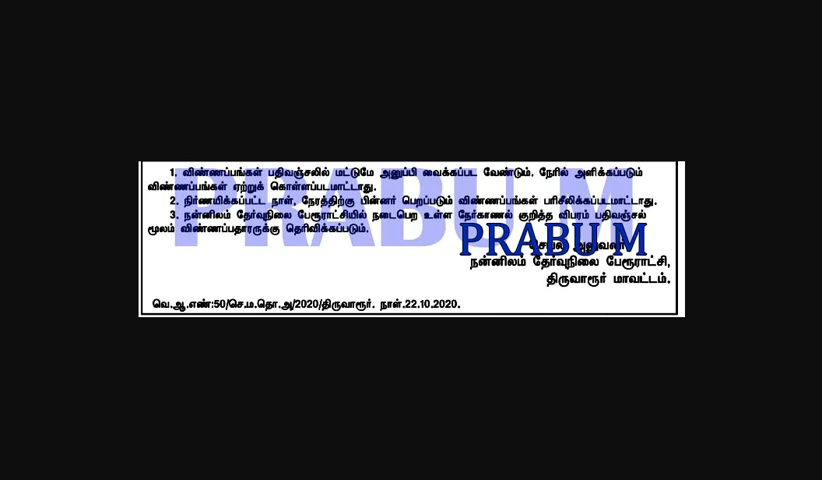 1. விண்ணப்பங்கள் பதிவஞ்சலில் மட்டுமே அனுப்பி வைக்கப்பட வேண்டும். நேரில் அளிக்கப்படும்
விண்ணப்பங்கள் ஏற்றுக் கொள்ளப்படமாட்டாது.
2. நிர்ணயிக்கப்பட்ட நாள், நேரத்திற்கு பின்னர் பெறப்படும் விண்ணப்பங்கள் பரிசீலிக்கப்படமாட்டாது.
3. நன்னிலம் தேர்வுநிலை பேரூராட்சியில் நடைபெற உள்ள நேர்காணல் குறித்த விபரம் பதிவஞ்சல்
மூலம் விண்ணப்பதாரருக்கு தெரிவிக்கப்படும்.
PRABU M
PRABU M
நன்னிலம் தேர்வுநிலை பேரூராட்சி,
திருவாரூர் மாவட்டம்.
வெ.ஆ.எண்:50/செ.ம.தொ.அ/2020/திருவாரூர். நாள்.22.10.2020.